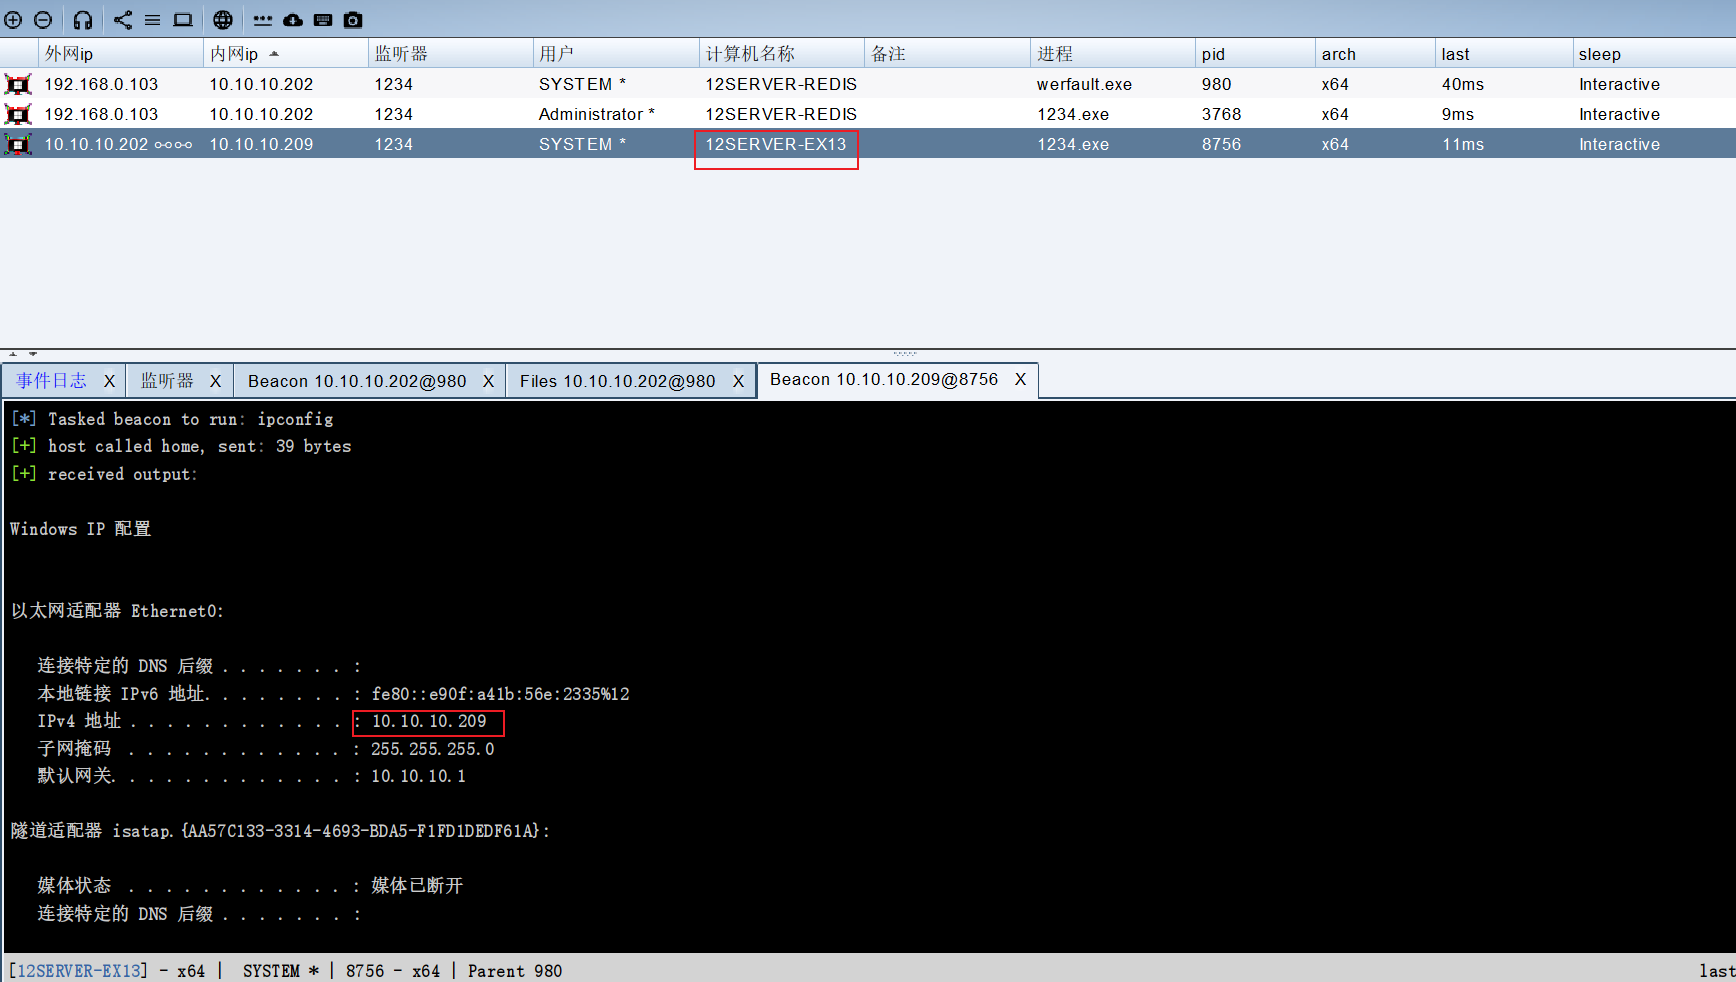 外网ip 内网ip 监听器 用户 计算机名称 备注 进程 pid arch last sleep
192.168.0.103 10.10.10.202 1234 SYSTEM * 12SERVER-REDIS werfault.exe 980 x64 40ms Interactive
192.168.0.103 10.10.10.202 1234 Administrator * 12SERVER-REDIS 1234.exe 3768 x64 9ms Interactive
10.10.10.202 10.10.10.209 1234 SYSTEM * 12SERVER-EX13 1234.exe 8756 x64 11ms Interactive
事件日志 X 监听器 X Beacon 10.10.10.202@980 X Files 10.10.10.202@980 X Beacon 10.10.10.209@8756 X
[*] Tasked beacon to run: ipconfig
[+] host called home, sent: 39 bytes
[+] received output:
Windows IP 配置
以太网适配器 Ethernet0:
连接特定的 DNS 后缀 . . . . . . . :
本地链接 IPv6 地址. . . . . . . . : fe80::e90f:a41b:56e:2335%12
IPv4 地址 . . . . . . . . . . . . : 10.10.10.209
子网掩码 . . . . . . . . . . . . : 255.255.255.0
默认网关. . . . . . . . . . . . . : 10.10.10.1
隧道适配器 isatap.{AA57C133-3314-4693-BDA5-F1FD1DEDF61A}:
媒体状态 . . . . . . . . . . . . : 媒体已断开
连接特定的 DNS 后缀 . . . . . . . :
[12SERVER-EX13] - x64 | SYSTEM * | 8756 - x64 | Parent 980 last